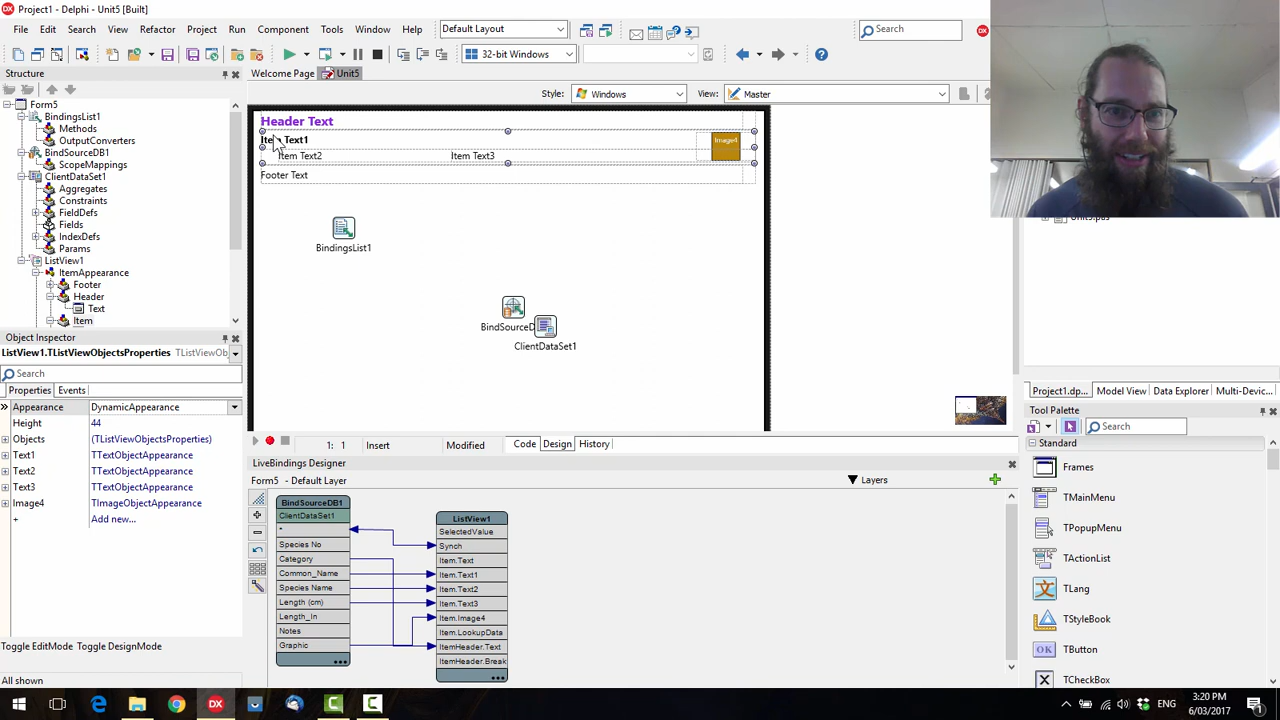 Project1 - Delphi - Unit5 [Built]
File Edit Search View Refactor Project Run Component Tools Window Help
Default Layout
Search
32-bit Windows
Structure
Welcome Page Unit5
Style: Windows View: Master
Form5
BindingsList1
Methods
OutputConverters
BindSourceDB1
ScopeMappings
ClientDataSet1
Aggregates
Constraints
FieldDefs
Fields
IndexDefs
Params
ListView1
ItemAppearance
Footer
Header
Text
Item
Header Text
Item Text1
Item Text2 Item Text3
Image4
Footer Text
BindingsList1
BindSourceD
ClientDataSet1
Unit5.pas
Object Inspector
ListView1.TListViewObjectsProperties TListViewObjects
Search
Properties Events
Appearance DynamicAppearance
Height 44
Objects (TListViewObjectsProperties)
Text1 TTextObjectAppearance
Text2 TTextObjectAppearance
Text3 TTextObjectAppearance
Image4 TImageObjectAppearance
+ Add new...
Toggle EditMode Toggle DesignMode
All shown
1: 1 Insert Modified Code Design History
LiveBindings Designer
Form5 - Default Layer
Layers
BindSourceDB1
ClientDataSet1
*
Species No
Category
Common_Name
Species Name
Length (cm)
Length_In
Notes
Graphic
ListView1
SelectedValue
Synch
Item.Text
Item.Text1
Item.Text2
Item.Text3
Item.Image4
Item.LookupData
ItemHeader.Text
ItemHeader.Break
Project1.dp... Model View Data Explorer Multi-Devic...
Tool Palette
Search
Standard
Frames
TMainMenu
TPopupMenu
TActionList
TLang
TStyleBook
OK TButton
TCheckBox
DX
ENG
3:20 PM
6/03/2017